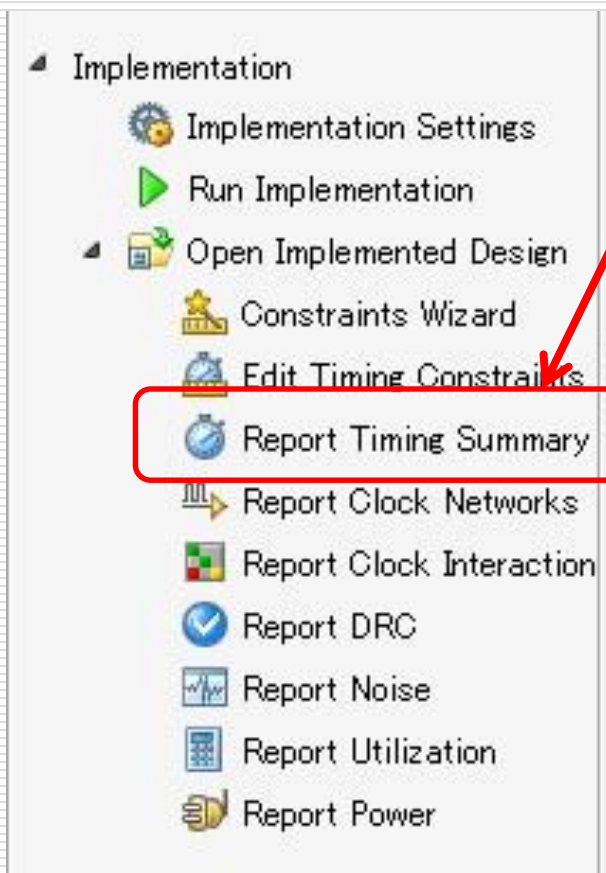 Implementation
Implementation Settings
Run Implementation
Open Implemented Design
Constraints Wizard
Edit Timing Constraints
Report Timing Summary
Report Clock Networks
Report Clock Interaction
Report DRC
Report Noise
Report Utilization
Report Power